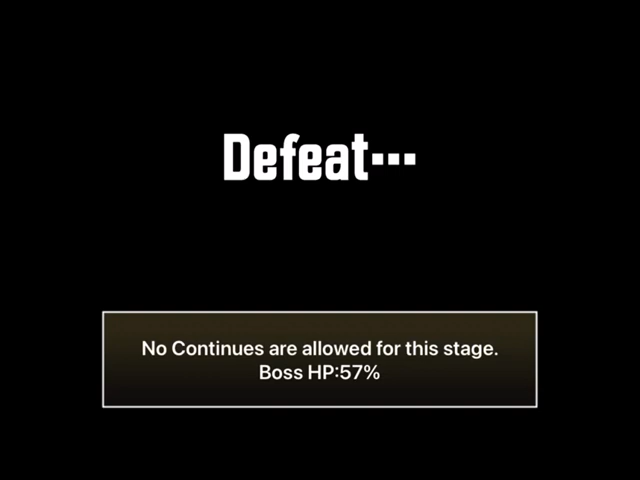 Defeat···
No Continues are allowed for this stage.
Boss HP:57%